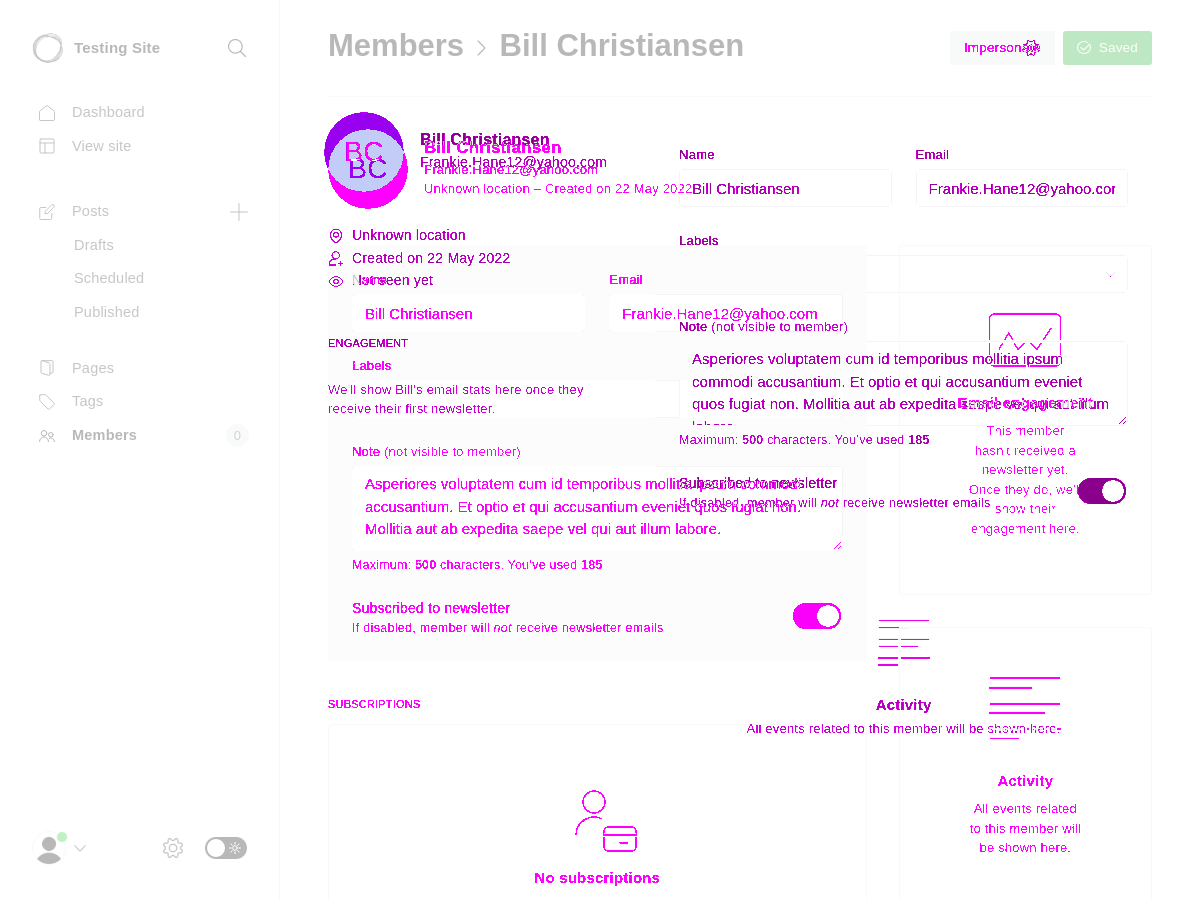 Testing Site
Members > Bill Christiansen
Impersonate
Saved
Dashboard
View site
Posts
Drafts
Scheduled
Published
Pages
Tags
Members
0
BC
BC
Bill Christiansen
Bill Christiansen
Frankie.Hane12@yahoo.com
Frankie.Hane12@yahoo.com
Unknown location – Created on 22 May 2022
Name
Email
Bill Christiansen
Frankie.Hane12@yahoo.cor
Unknown location
Created on 22 May 2022
Not seen yet
Labels
Name
Email
Bill Christiansen
Frankie.Hane12@yahoo.com
ENGAGEMENT
Labels
We'll show Bill's email stats here once they
receive their first newsletter.
Note (not visible to member)
Asperiores voluptatem cum id temporibus mollitia ipsum
commodi accusantium. Et optio et qui accusantium eveniet
quos fugiat non. Mollitia aut ab expedita saepe vel qui aut illum
labore.
Maximum: 500 characters. You've used 185
Email engagement
This member
hasn't received a
newsletter yet.
Once they do, we'll
show their
engagement here.
Note (not visible to member)
Asperiores voluptatem cum id temporibus mollitia ipsum commodi
accusantium. Et optio et qui accusantium eveniet quos fugiat non.
Mollitia aut ab expedita saepe vel qui aut illum labore.
Maximum: 500 characters. You've used 185
Subscribed to newsletter
If disabled, member will not receive newsletter emails
Subscribed to newsletter
If disabled, member will not receive newsletter emails
SUBSCRIPTIONS
Activity
All events related to this member will be shown here.
Activity
All events related
to this member will
be shown here.
No subscriptions